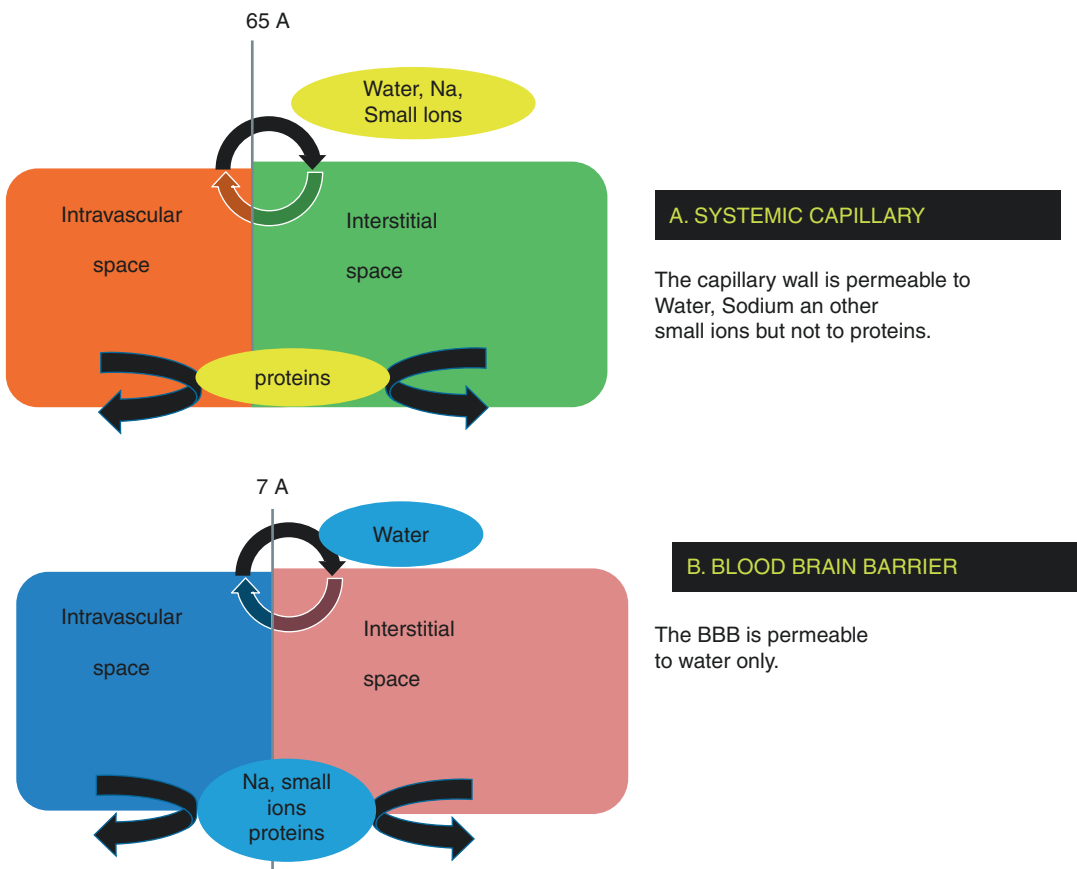 65 A
Water, Na,
Small Ions
Intravascular
space
Interstitial
space
proteins
A. SYSTEMIC CAPILLARY
The capillary wall is permeable to
Water, Sodium an other
small ions but not to proteins.
7 A
Water
Intravascular
space
Interstitial
space
Na, small
ions
proteins
B. BLOOD BRAIN BARRIER
The BBB is permeable
to water only.